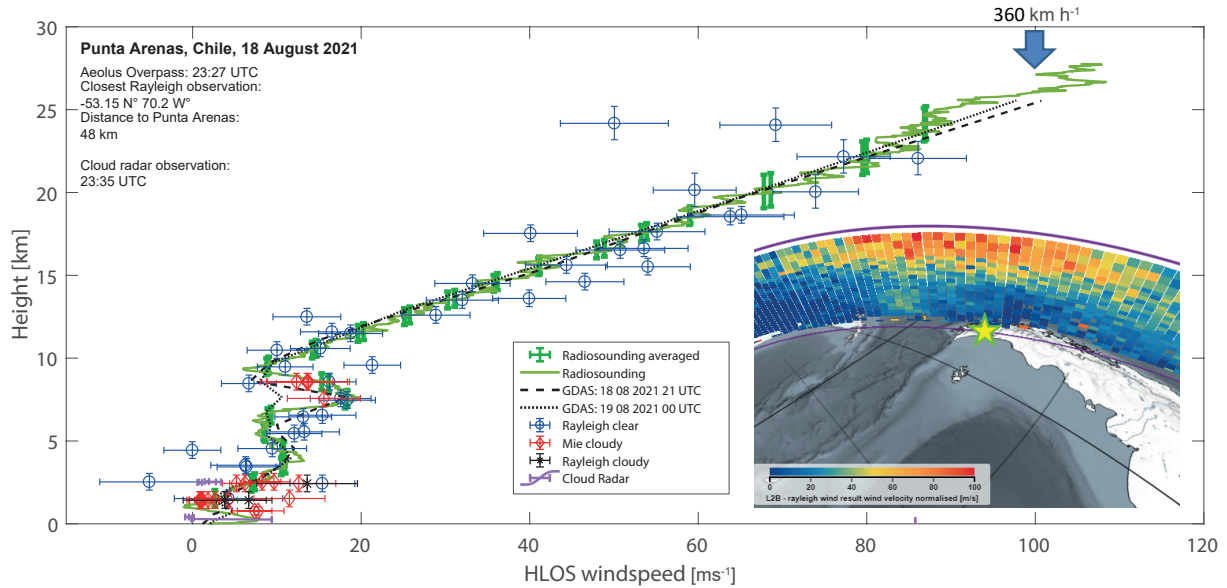 360 km h-1
30
25
20
15
10
5
0
Height [km]
Punta Arenas, Chile, 18 August 2021
Aeolus Overpass: 23:27 UTC
Closest Rayleigh observation:
-53.15 N° 70.2 W°
Distance to Punta Arenas:
48 km
Cloud radar observation:
23:35 UTC
Radiosounding averaged
Radiosounding
GDAS: 18 08 2021 21 UTC
GDAS: 19 08 2021 00 UTC
Rayleigh clear
Mie cloudy
Rayleigh cloudy
Cloud Radar
0 20 40 60 80 100
L2B - rayleigh wind result wind velocity normalised [m/s]
0 20 40 60 80 100 120
HLOS windspeed [ms-1]